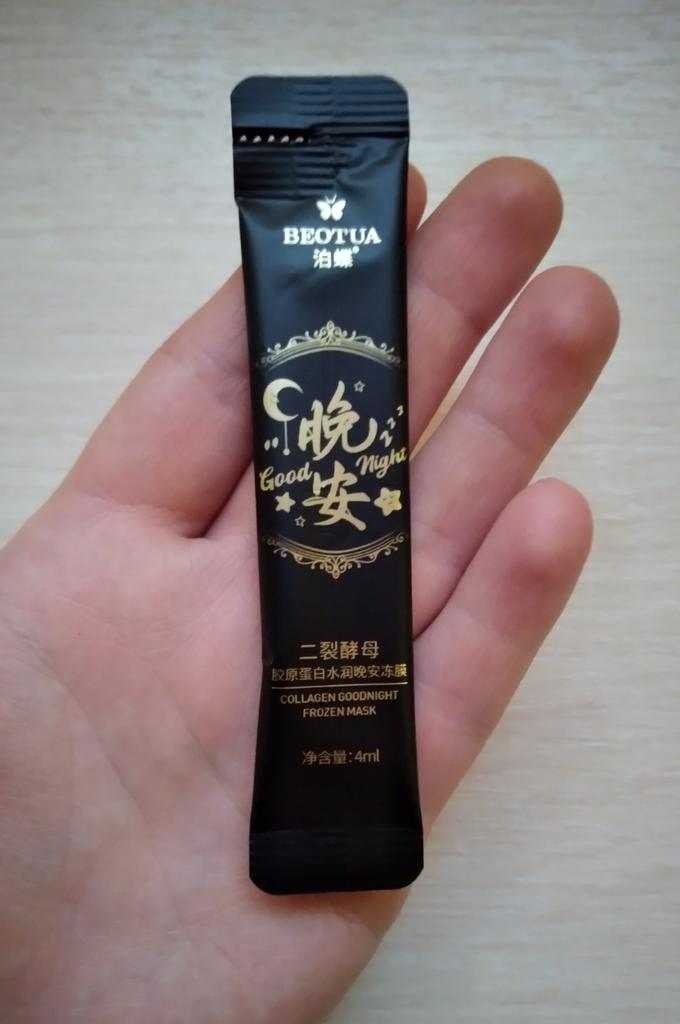 BEOTUA
泊蝶®
晚
zzz
Good Night
安
二裂酵母
胶原蛋白水润晚安冻膜
COLLAGEN GOODNIGHT
FROZEN MASK
净含量:4ml